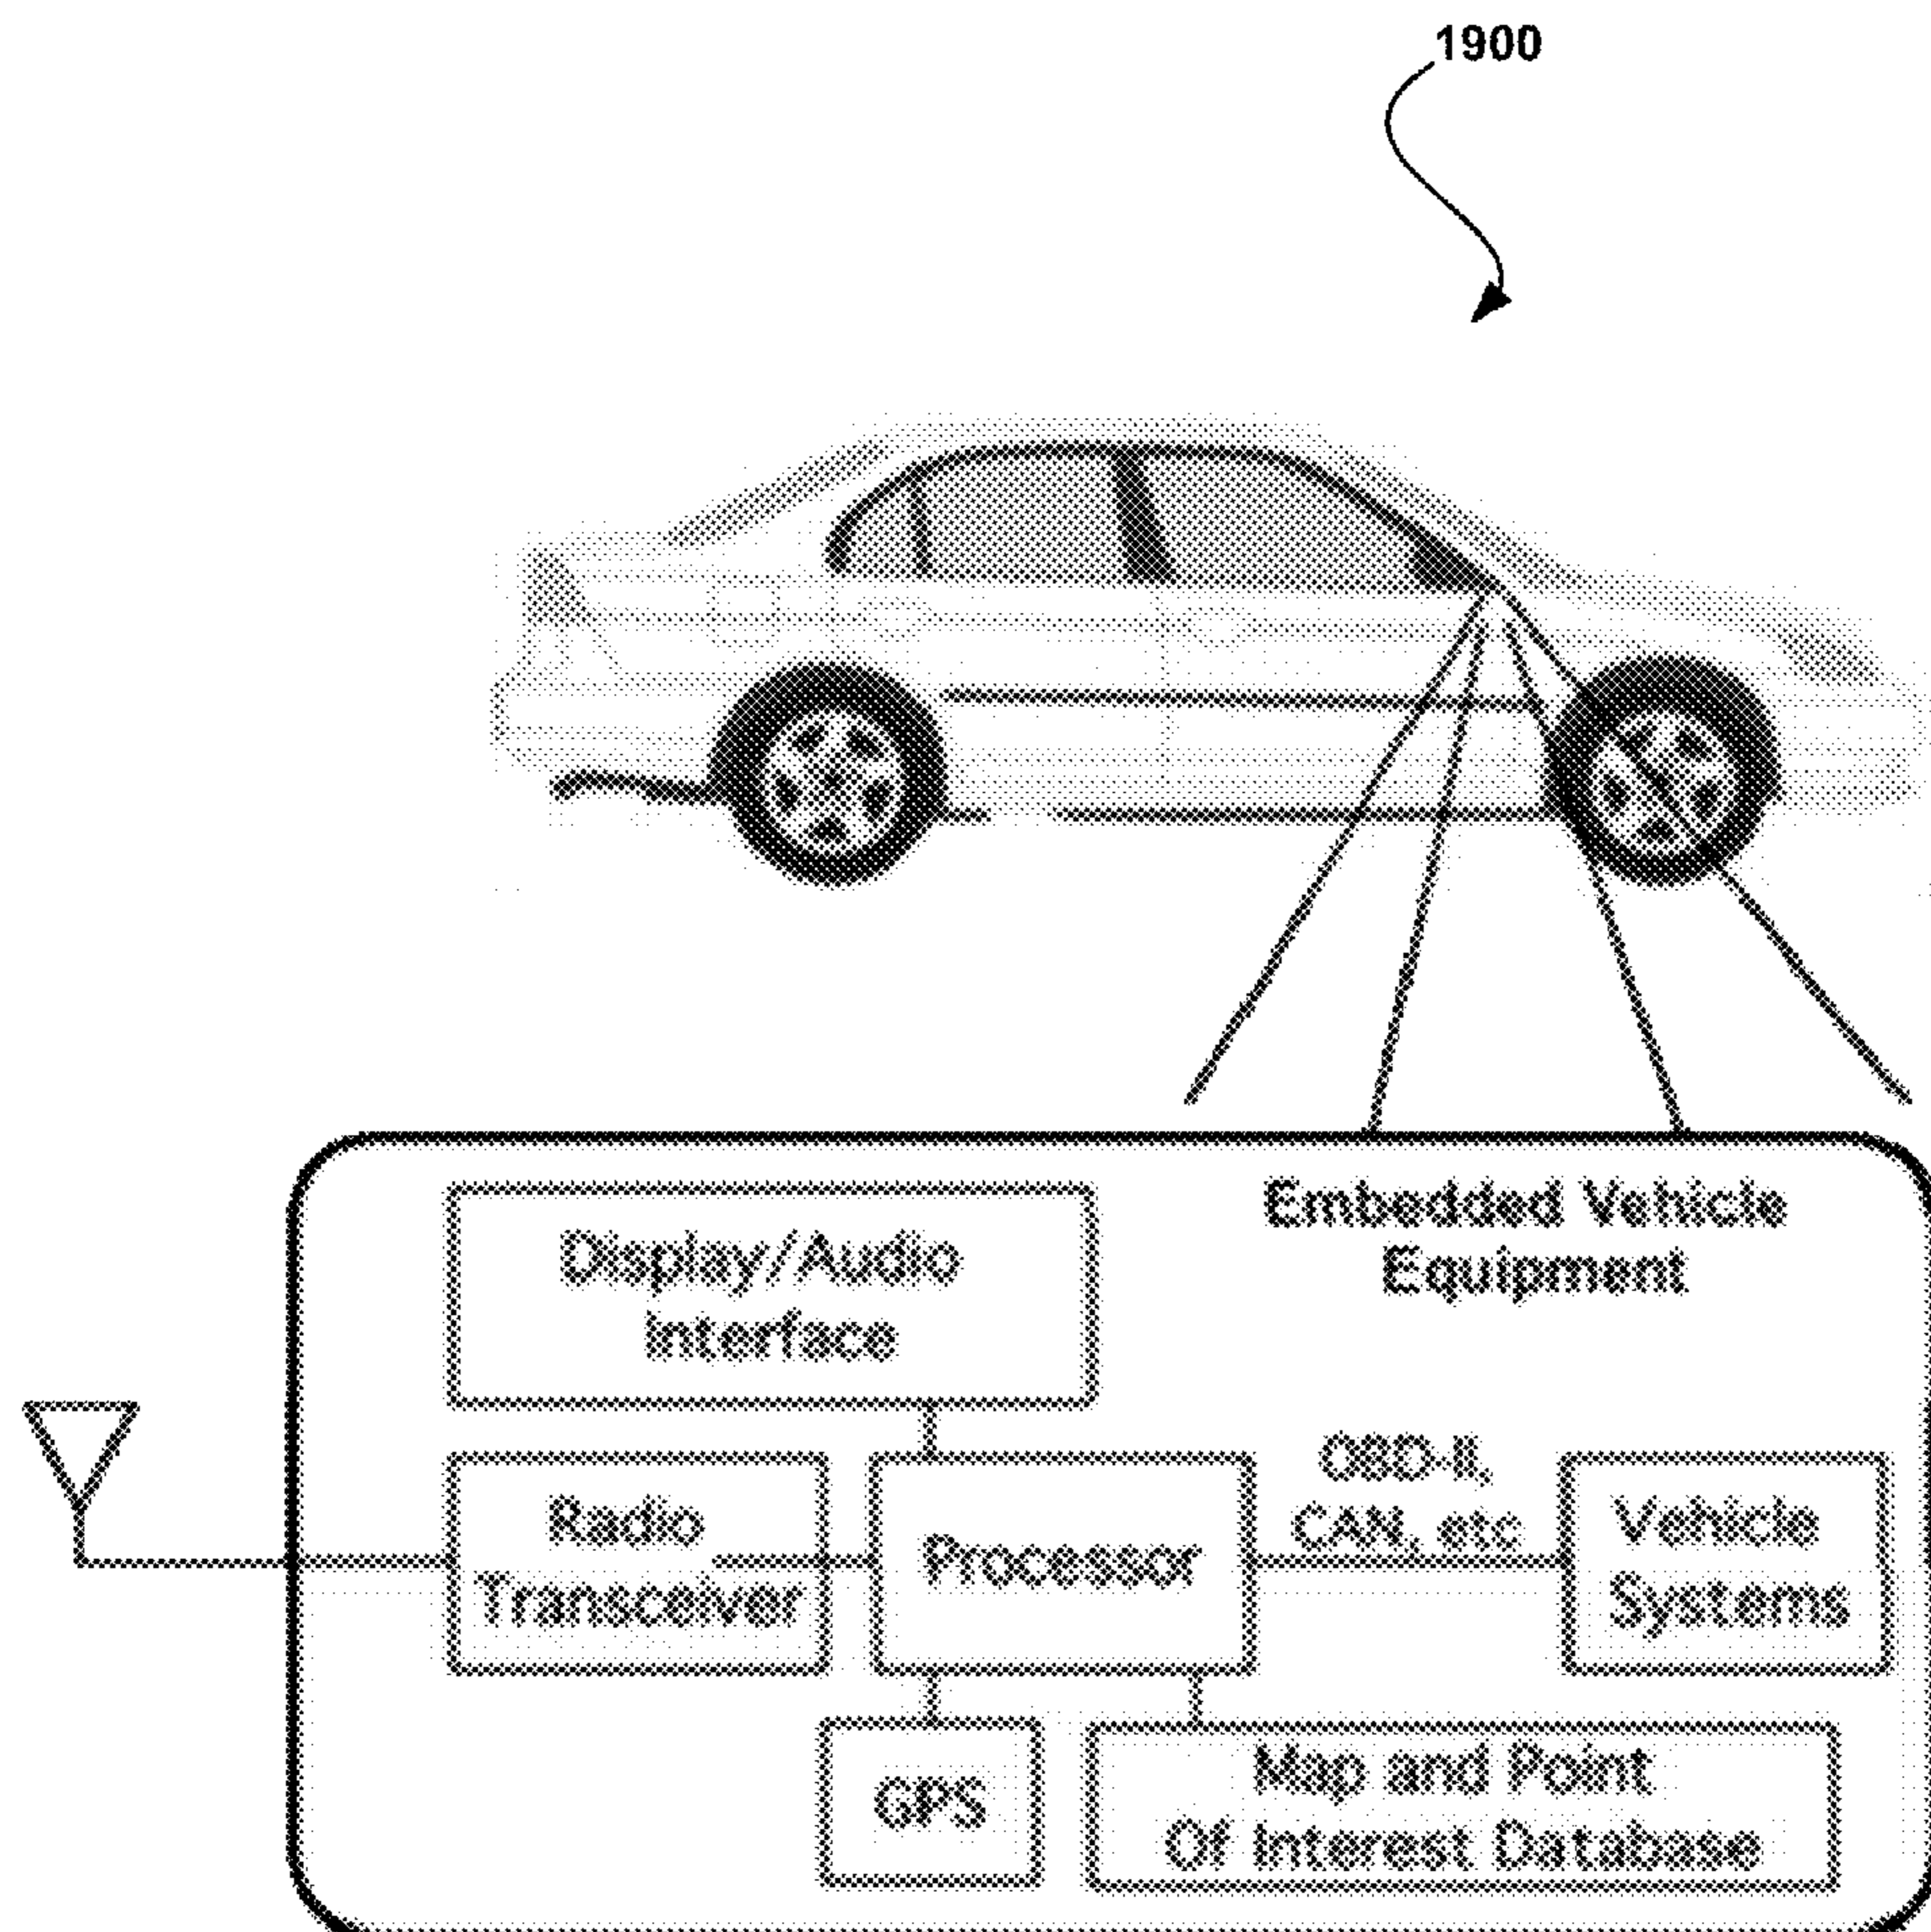 1900
Embedded Vehicle
Equipment
Display/Audio
Interface
Radio
Transceiver
Processor
OBD-II,
CAN, etc
Vehicle
Systems
GPS
Map and Point
Of Interest Database